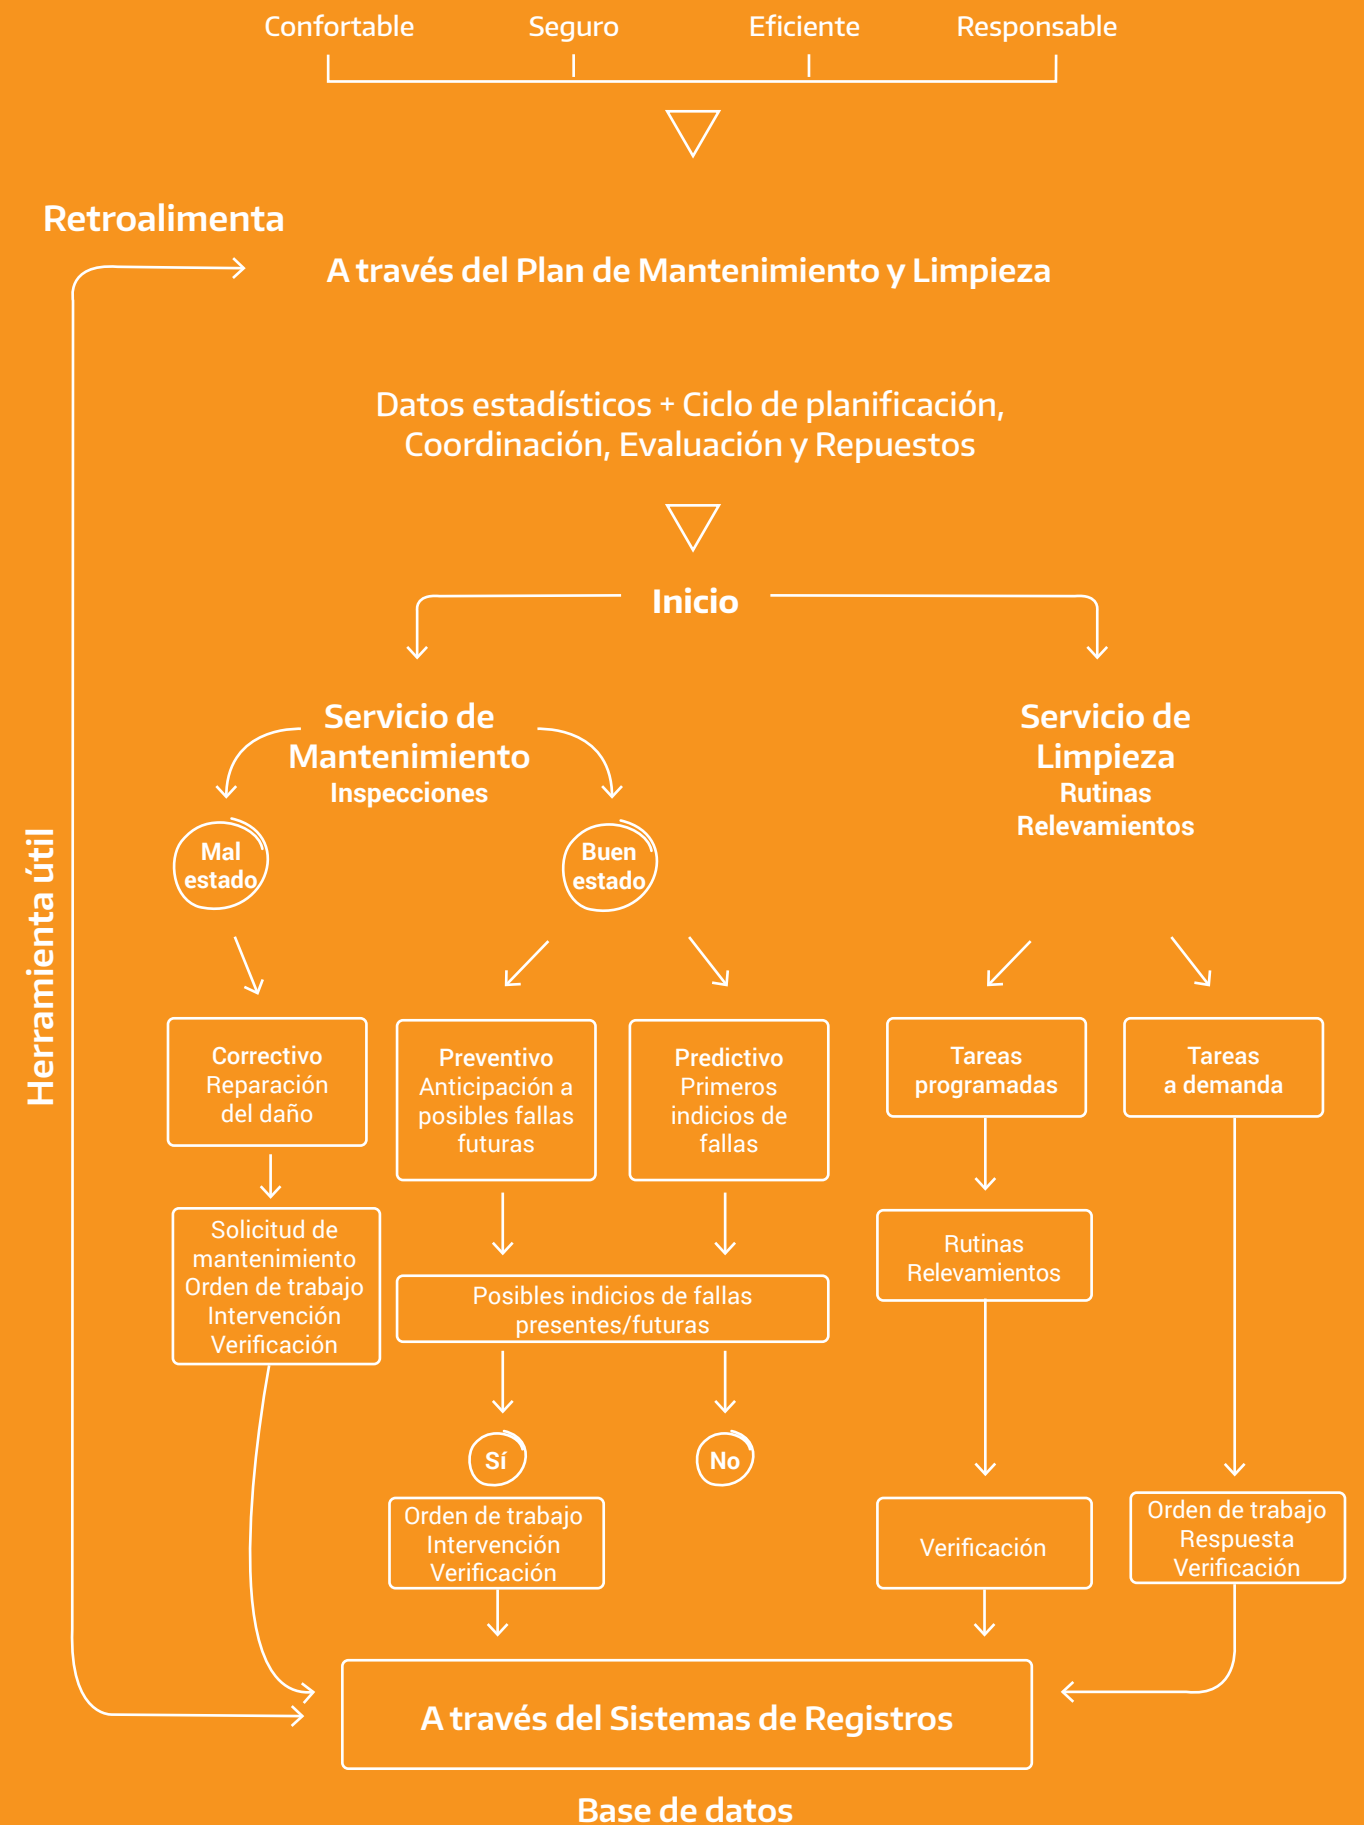 Confortable
Seguro
Eficiente
Responsable
Retroalimenta
A través del Plan de Mantenimiento y Limpieza
Datos estadísticos + Ciclo de planificación,
Coordinación, Evaluación y Repuestos
Inicio
Servicio de
Mantenimiento
Inspecciones
Servicio de
Limpieza
Rutinas
Relevamientos
Herramienta útil
Mal
estado
Buen
estado
Correctivo
Reparación
del daño
Preventivo
Anticipación a
posibles fallas
futuras
Predictivo
Primeros
indicios de
fallas
Tareas
programadas
Tareas
a demanda
Solicitud de
mantenimiento
Orden de trabajo
Intervención
Verificación
Posibles indicios de fallas
presentes/futuras
Rutinas
Relevamientos
Sí
No
Orden de trabajo
Intervención
Verificación
Verificación
Orden de trabajo
Respuesta
Verificación
A través del Sistemas de Registros
Base de datos